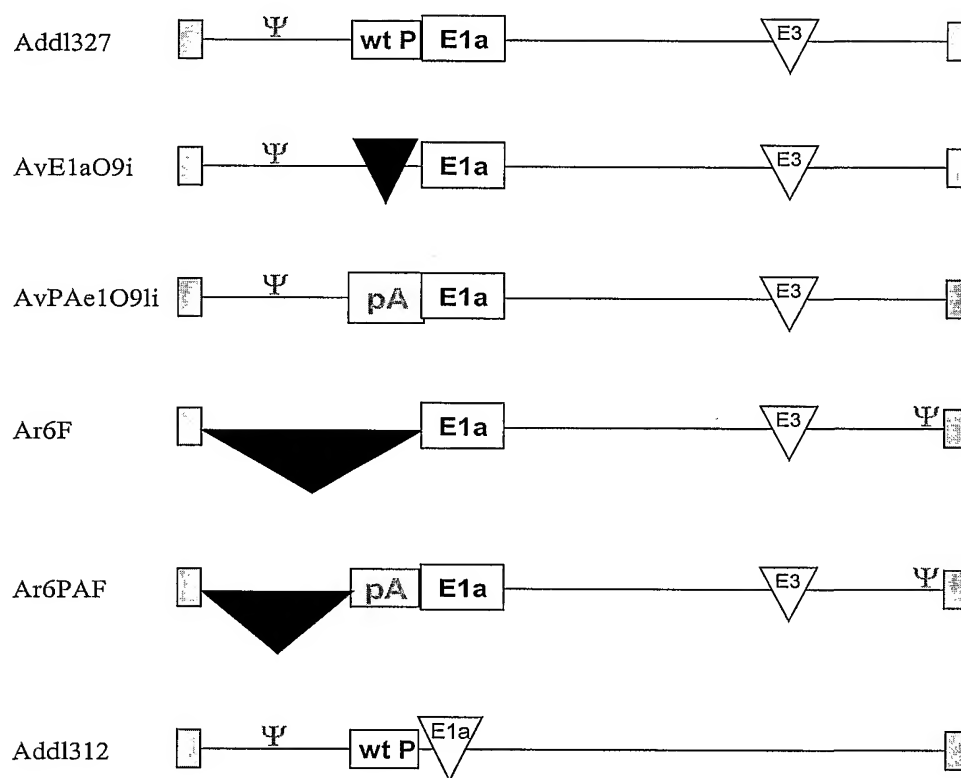 Addl327 Ψ wt P E1a E3
AvE1aO9i Ψ E1a E3
AvPAe1O9li Ψ pA E1a E3
Ar6F E1a E3 Ψ
Ar6PAF pA E1a E3 Ψ
Addl312 Ψ wt P E1a